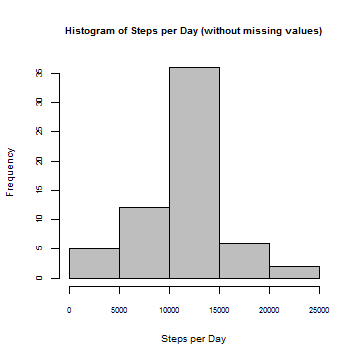 Histogram of Steps per Day (without missing values)
Frequency
35
30
25
20
15
10
5
0
0 5000 10000 15000 20000 25000
Steps per Day